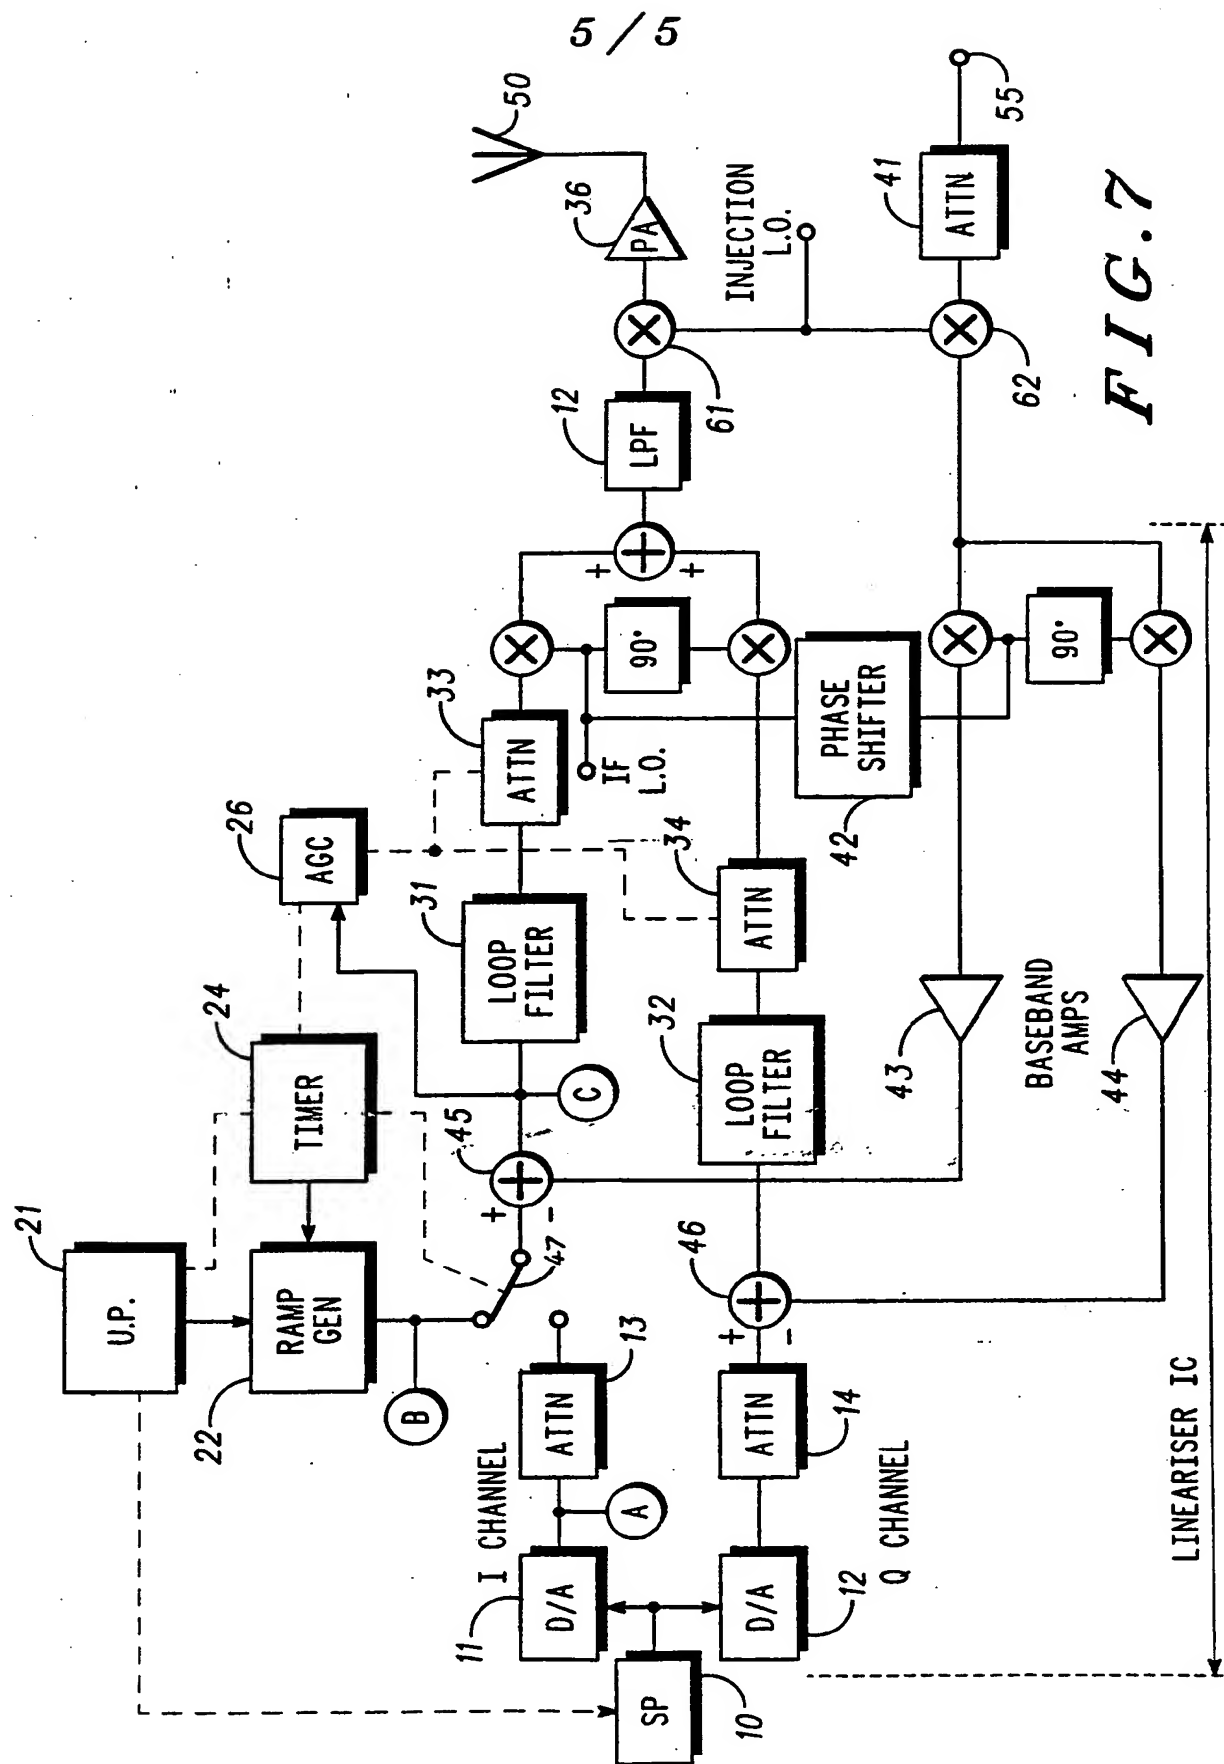 5/5
21
U.P.
24
TIMER
26
AGC
22
RAMP
GEN
B
47
45
+
-
C
31
LOOP
FILTER
33
ATTN
IF
L.O.
90°
+
+
12
LPF
61
36
PA
50
INJECTION
L.O.
I CHANNEL
11
D/A
A
13
ATTN
SP
10
D/A
12
Q CHANNEL
14
ATTN
46
+
-
32
LOOP
FILTER
34
ATTN
42
PHASE
SHIFTER
90°
62
41
ATTN
55
43
BASEBAND
AMPS
44
LINEARISER IC
FIG.7